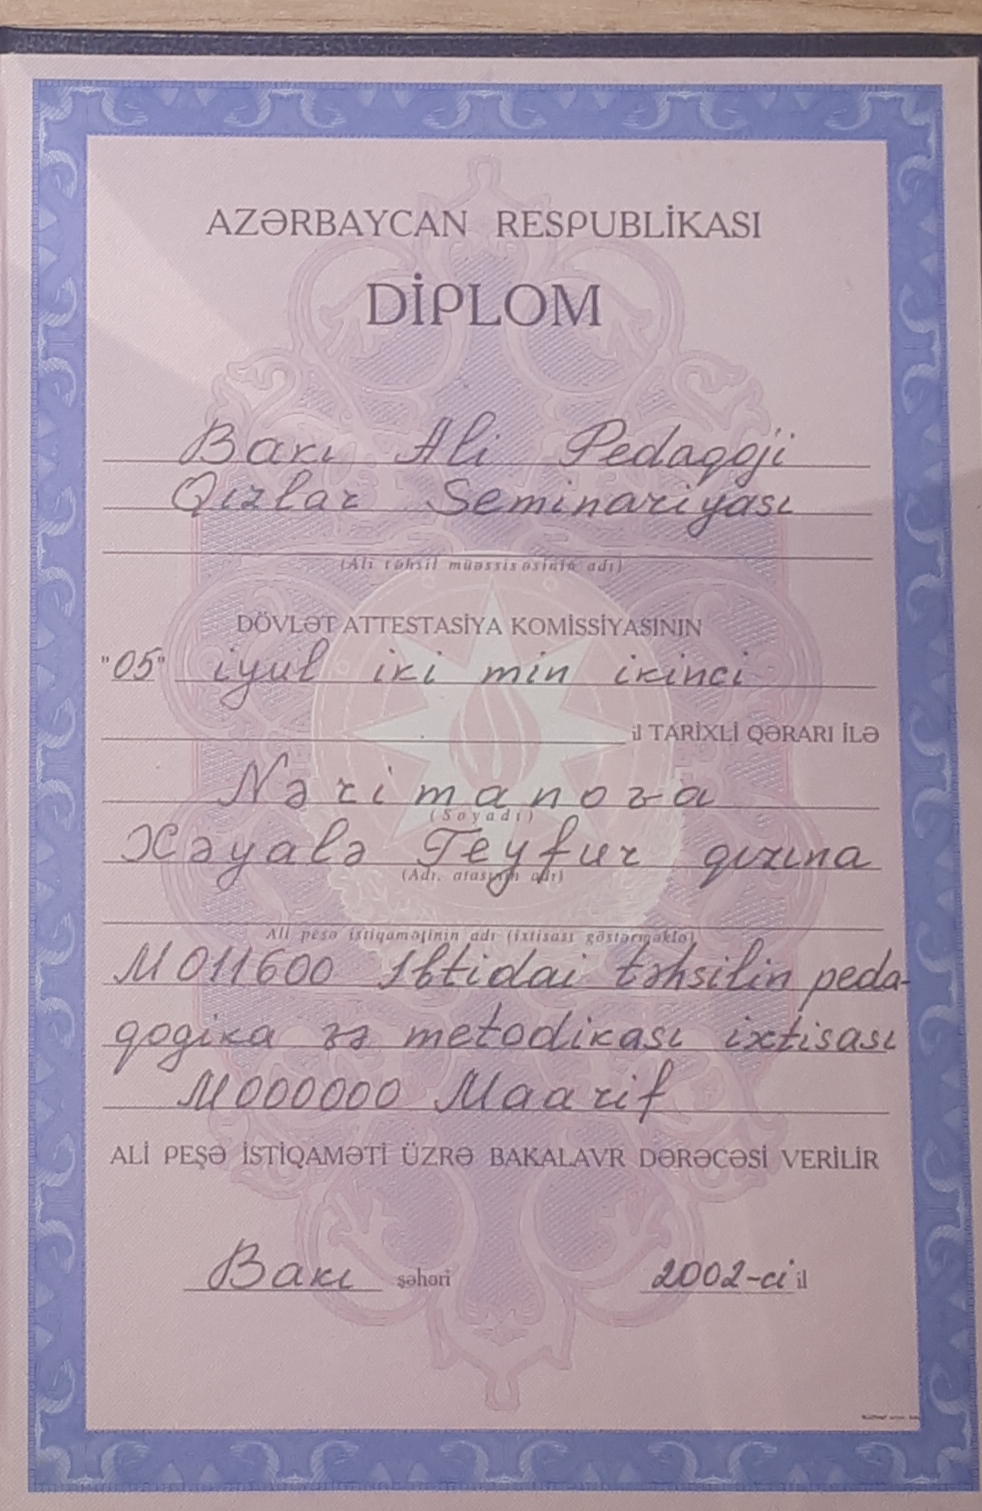 AZƏRBAYCAN RESPUBLİKASI
DİPLOM
Bakı Ali Pedaqoji
Qızlar Seminariyası
(Ali təhsil müəssisəsinin adı)
DÖVLƏT ATTESTASİYA KOMİSSİYASININ
"05" iyul iki min ikinci
il TARİXLİ QƏRARI İLƏ
Nərimanova
(Soyadı)
Xəyalə Teyfur qızına
(Adı, atasının adı)
Ali peşə istiqamətinin adı (ixtisası göstərməklə)
M011600 İbtidai təhsilin peda-
qogika və metodikası ixtisası
M000000 Maarif
ALİ PEŞƏ İSTİQAMƏTİ ÜZRƏ BAKALAVR DƏRƏCƏSİ VERİLİR
Bakı şəhəri 2002-ci il